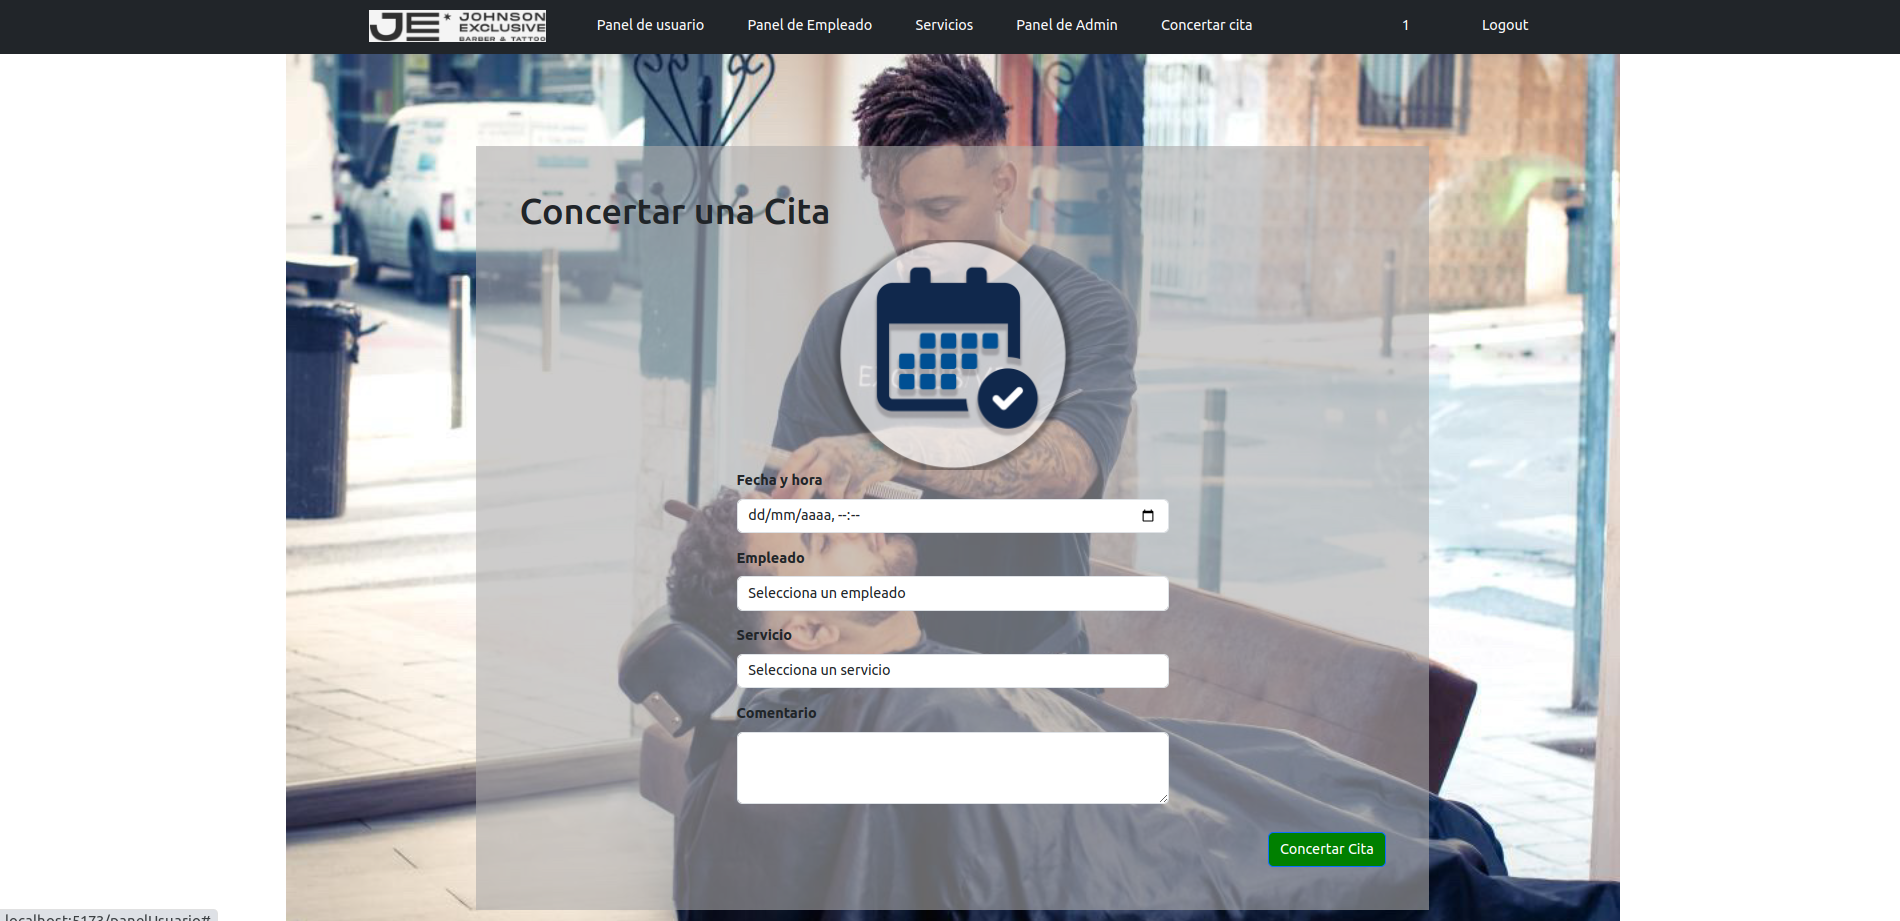 JE JOHNSON
EXCLUSIVE
BARBER & TATTOO
Panel de usuario
Panel de Empleado
Servicios
Panel de Admin
Concertar cita
1
Logout
Concertar una Cita
Fecha y hora
dd/mm/aaaa, --:--
Empleado
Selecciona un empleado
Servicio
Selecciona un servicio
Comentario
Concertar Cita
localhost:5173/panelUsuario#